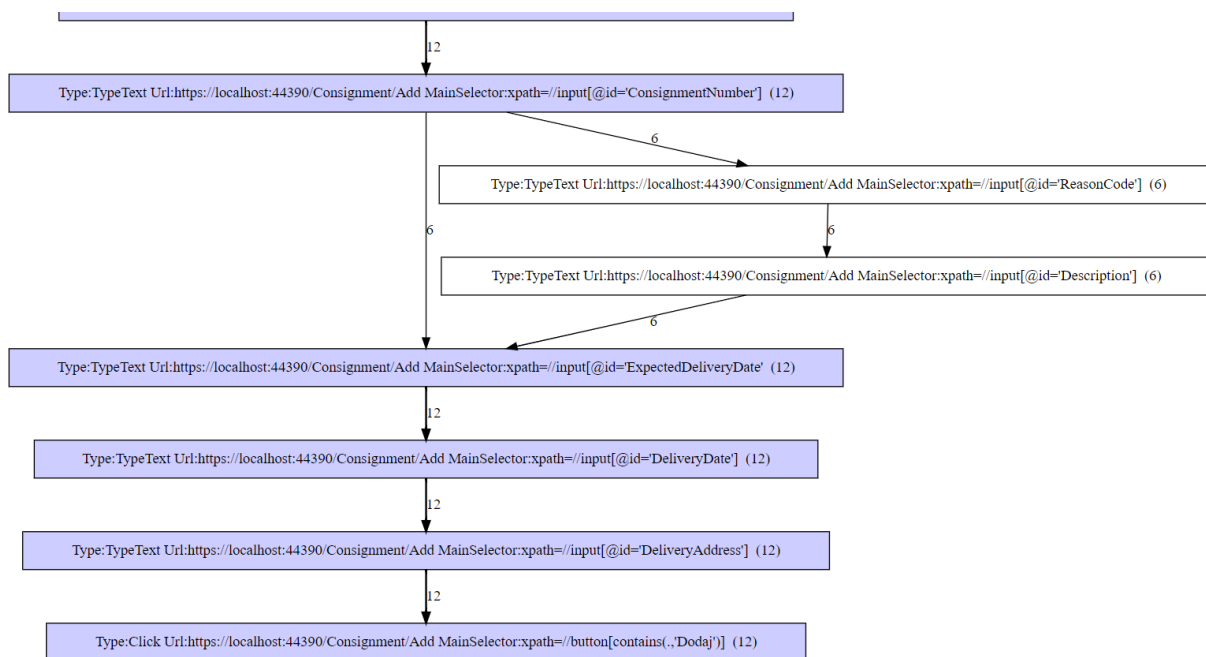 12
Type:TypeText Url:https://localhost:44390/Consignment/Add MainSelector:xpath=//input[@id='ConsignmentNumber'] (12)
6
Type:TypeText Url:https://localhost:44390/Consignment/Add MainSelector:xpath=//input[@id='ReasonCode'] (6)
6
6
Type:TypeText Url:https://localhost:44390/Consignment/Add MainSelector:xpath=//input[@id='Description'] (6)
6
Type:TypeText Url:https://localhost:44390/Consignment/Add MainSelector:xpath=//input[@id='ExpectedDeliveryDate' (12)
12
Type:TypeText Url:https://localhost:44390/Consignment/Add MainSelector:xpath=//input[@id='DeliveryDate'] (12)
12
Type:TypeText Url:https://localhost:44390/Consignment/Add MainSelector:xpath=//input[@id='DeliveryAddress'] (12)
12
Type:Click Url:https://localhost:44390/Consignment/Add MainSelector:xpath=//button[contains(.,'Dodaj')] (12)